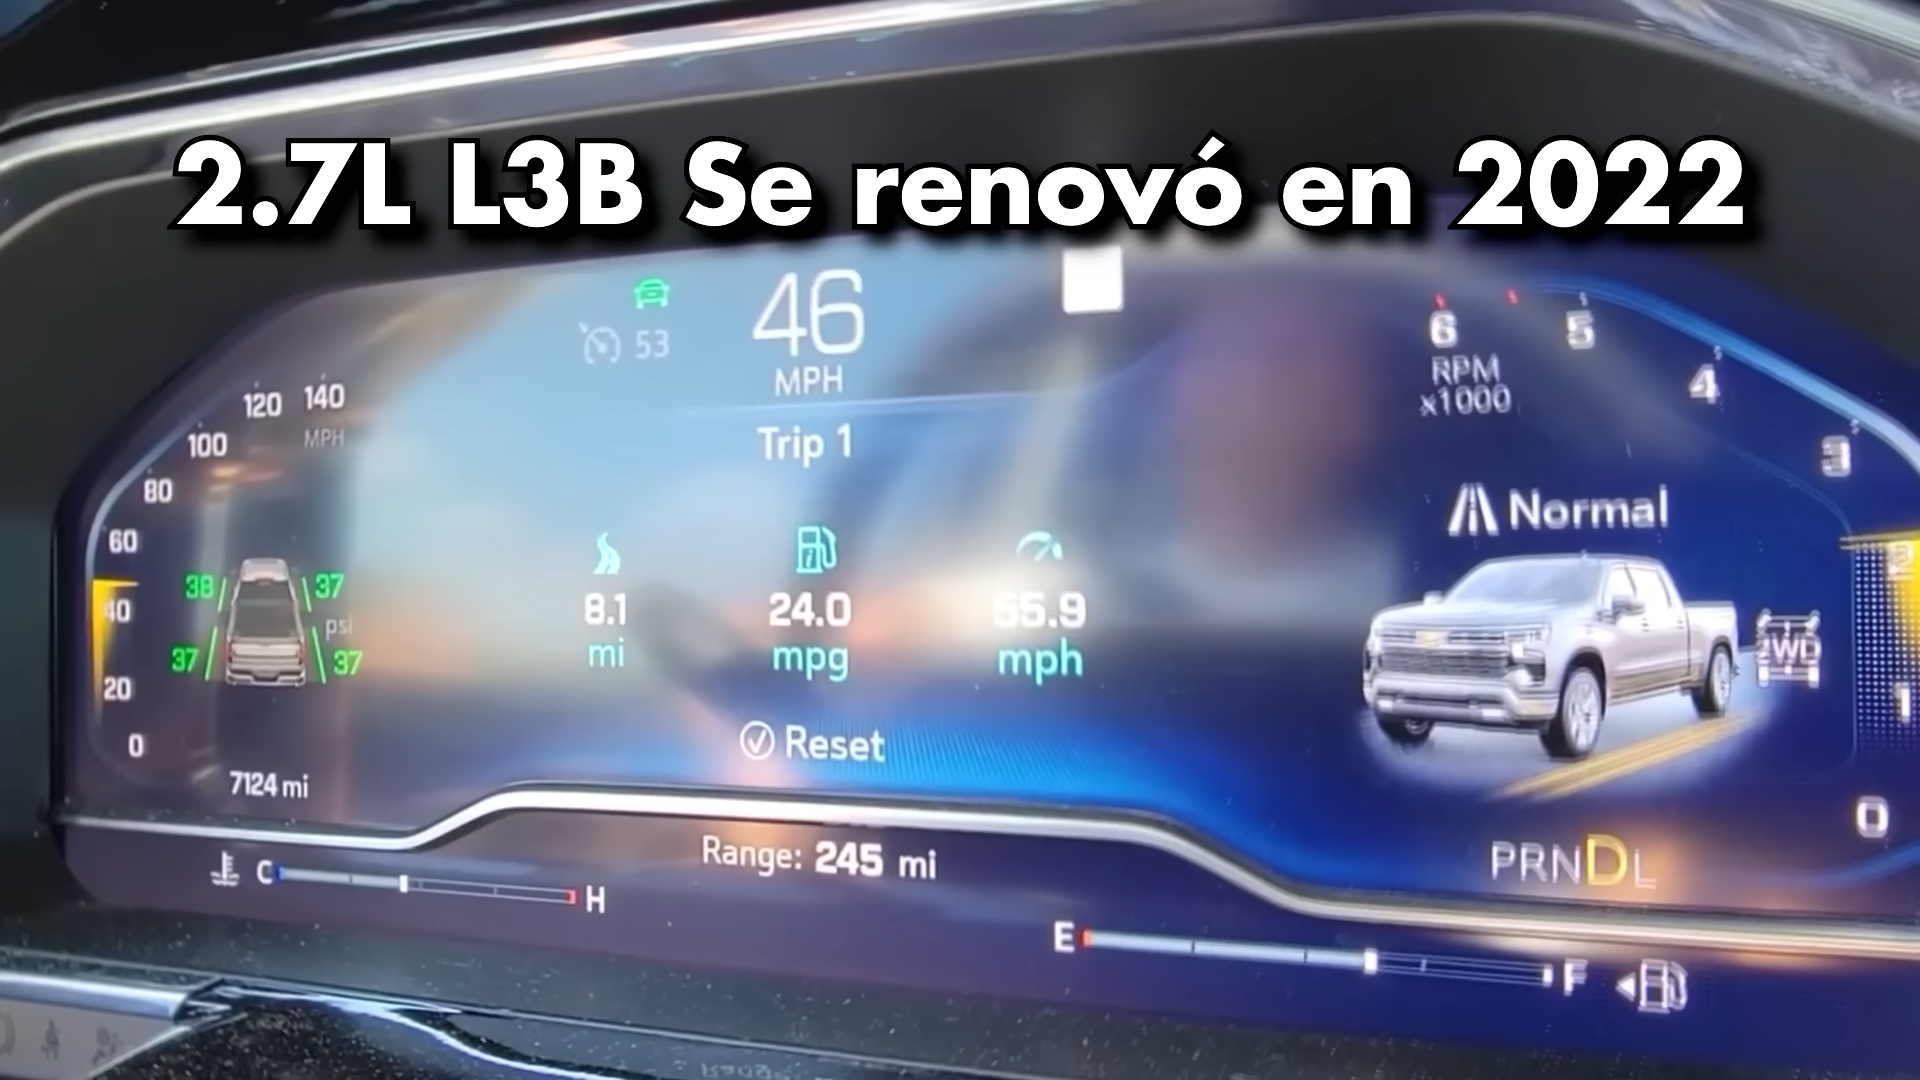 2.7L L3B Se renovó en 2022
53
46
MPH
6
5
4
3
2
1
0
RPM
x1000
120
140
MPH
100
80
60
40
20
0
Trip 1
Normal
38
37
psi
37
37
8.1
mi
24.0
mpg
55.9
mph
2WD
Reset
7124 mi
Range: 245 mi
PRNDL
C
H
E
F